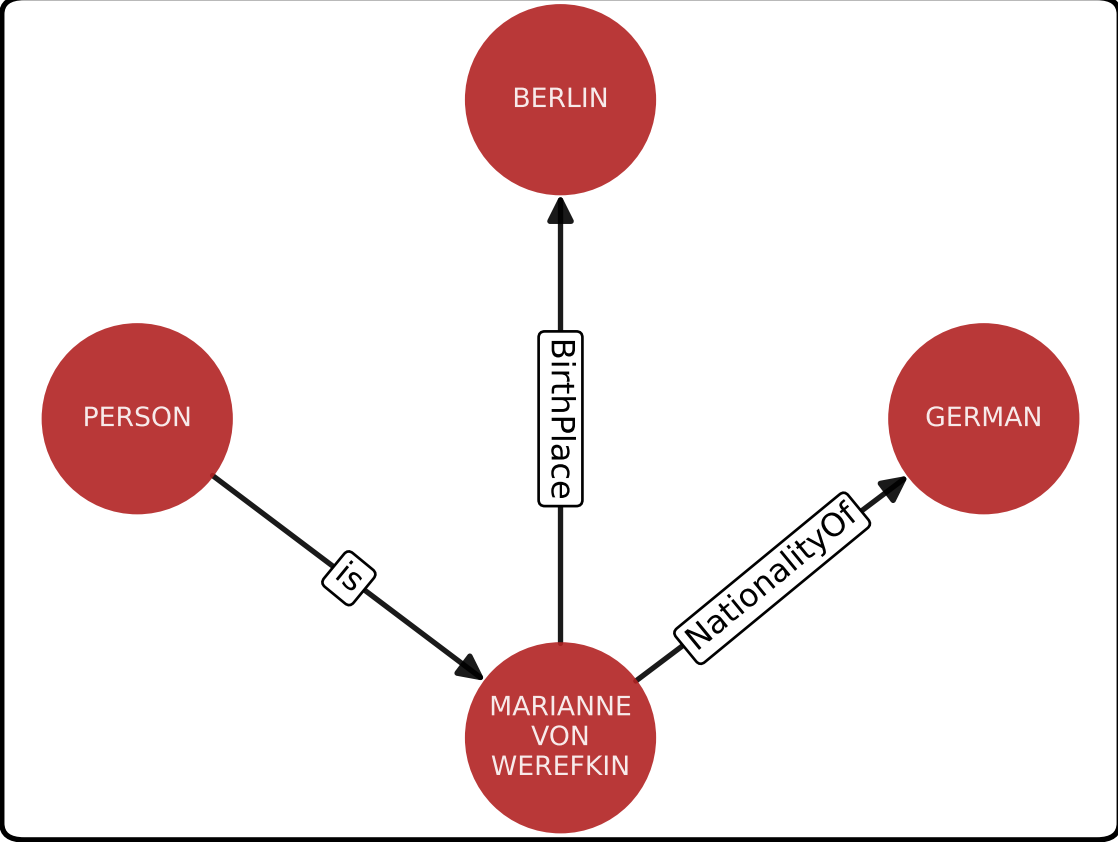 BERLIN
BirthPlace
PERSON
GERMAN
is
NationalityOf
MARIANNE
VON
WEREFKIN